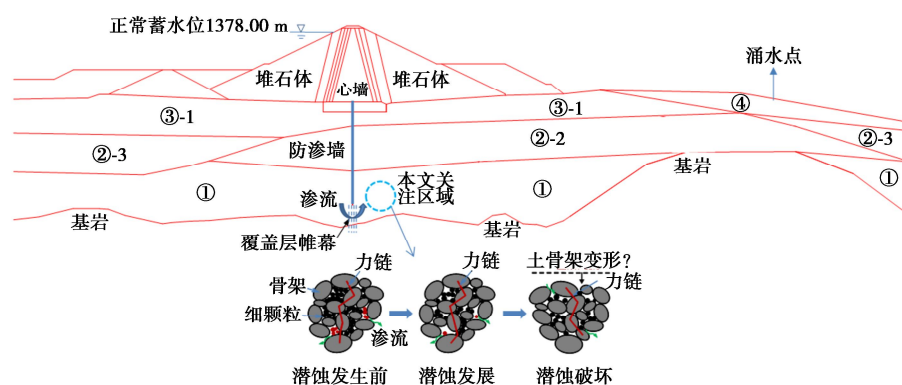 正常蓄水位1378.00 m
涌水点
堆石体
心墙
堆石体
③-1
③-1
④
②-3
防渗墙
②-2
②-3
基岩
①
渗流
本文关
注区域
①
①
基岩
覆盖层帷幕
基岩
力链
力链
土骨架变形？
力链
骨架
细颗粒
渗流
潜蚀发生前
潜蚀发展
潜蚀破坏